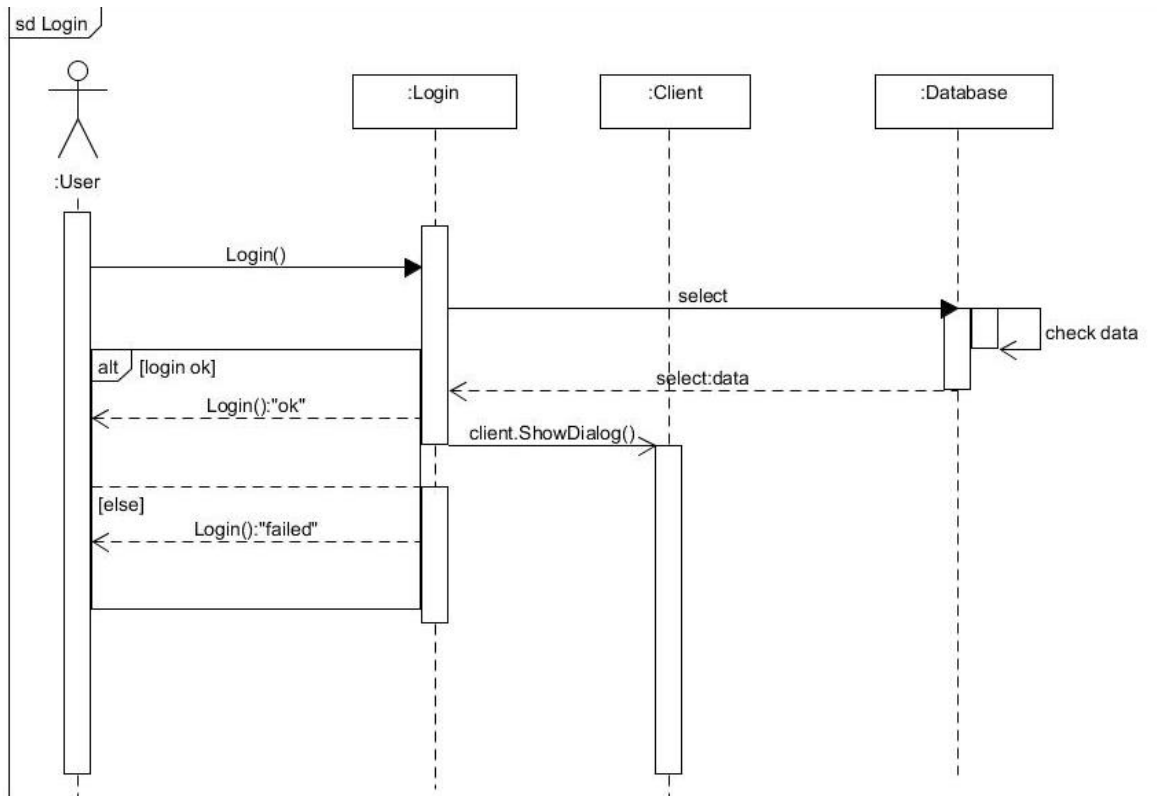 sd Login
:Login
:Client
:Database
:User
Login()
select
check data
alt [login ok]
select:data
Login():"ok"
client.ShowDialog()
[else]
Login():"failed"